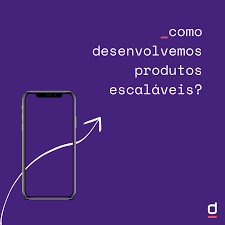 _como
desenvolvemos
produtos
escaláveis?
d